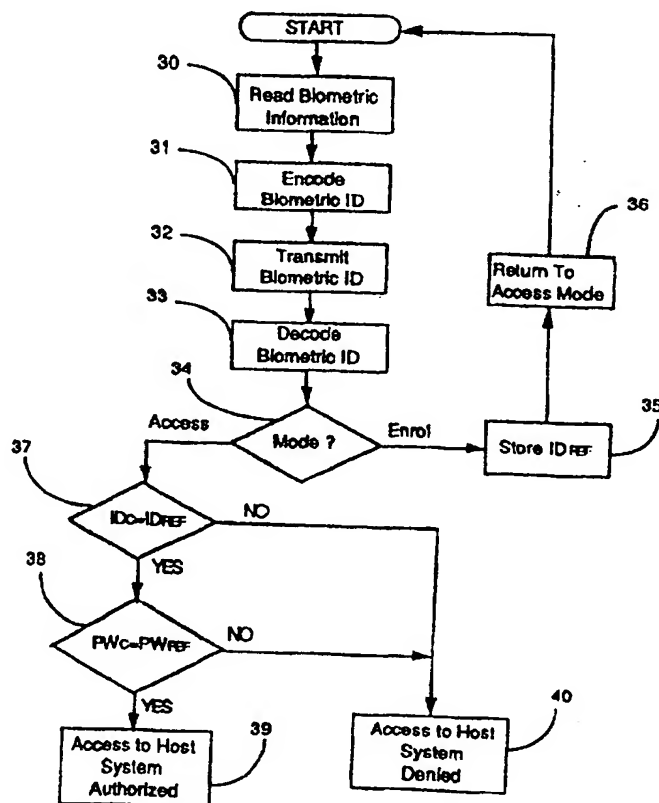 START
30
Read Biometric
Information
31
Encode
Biometric ID
32
Transmit
Biometric ID
33
Decode
Biometric ID
36
Return To
Access Mode
34
Mode ?
Access
Enrol
35
Store IDREF
37
IDC=IDREF
NO
YES
38
PWC=PWREF
NO
YES
39
Access to Host
System
Authorized
40
Access to Host
System
Denied